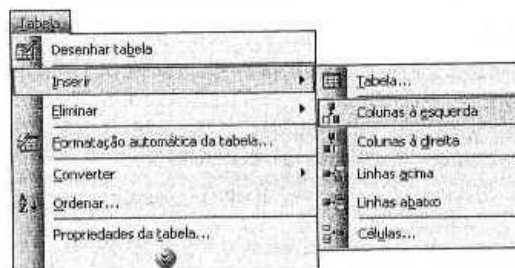 Tabela
Desenhar tabela
Inserir
Eliminar
Formatação automática da tabela...
Converter
Ordenar...
Propriedades da tabela...
Tabela...
Colunas à esquerda
Colunas à direita
Linhas acima
Linhas abaixo
Células...